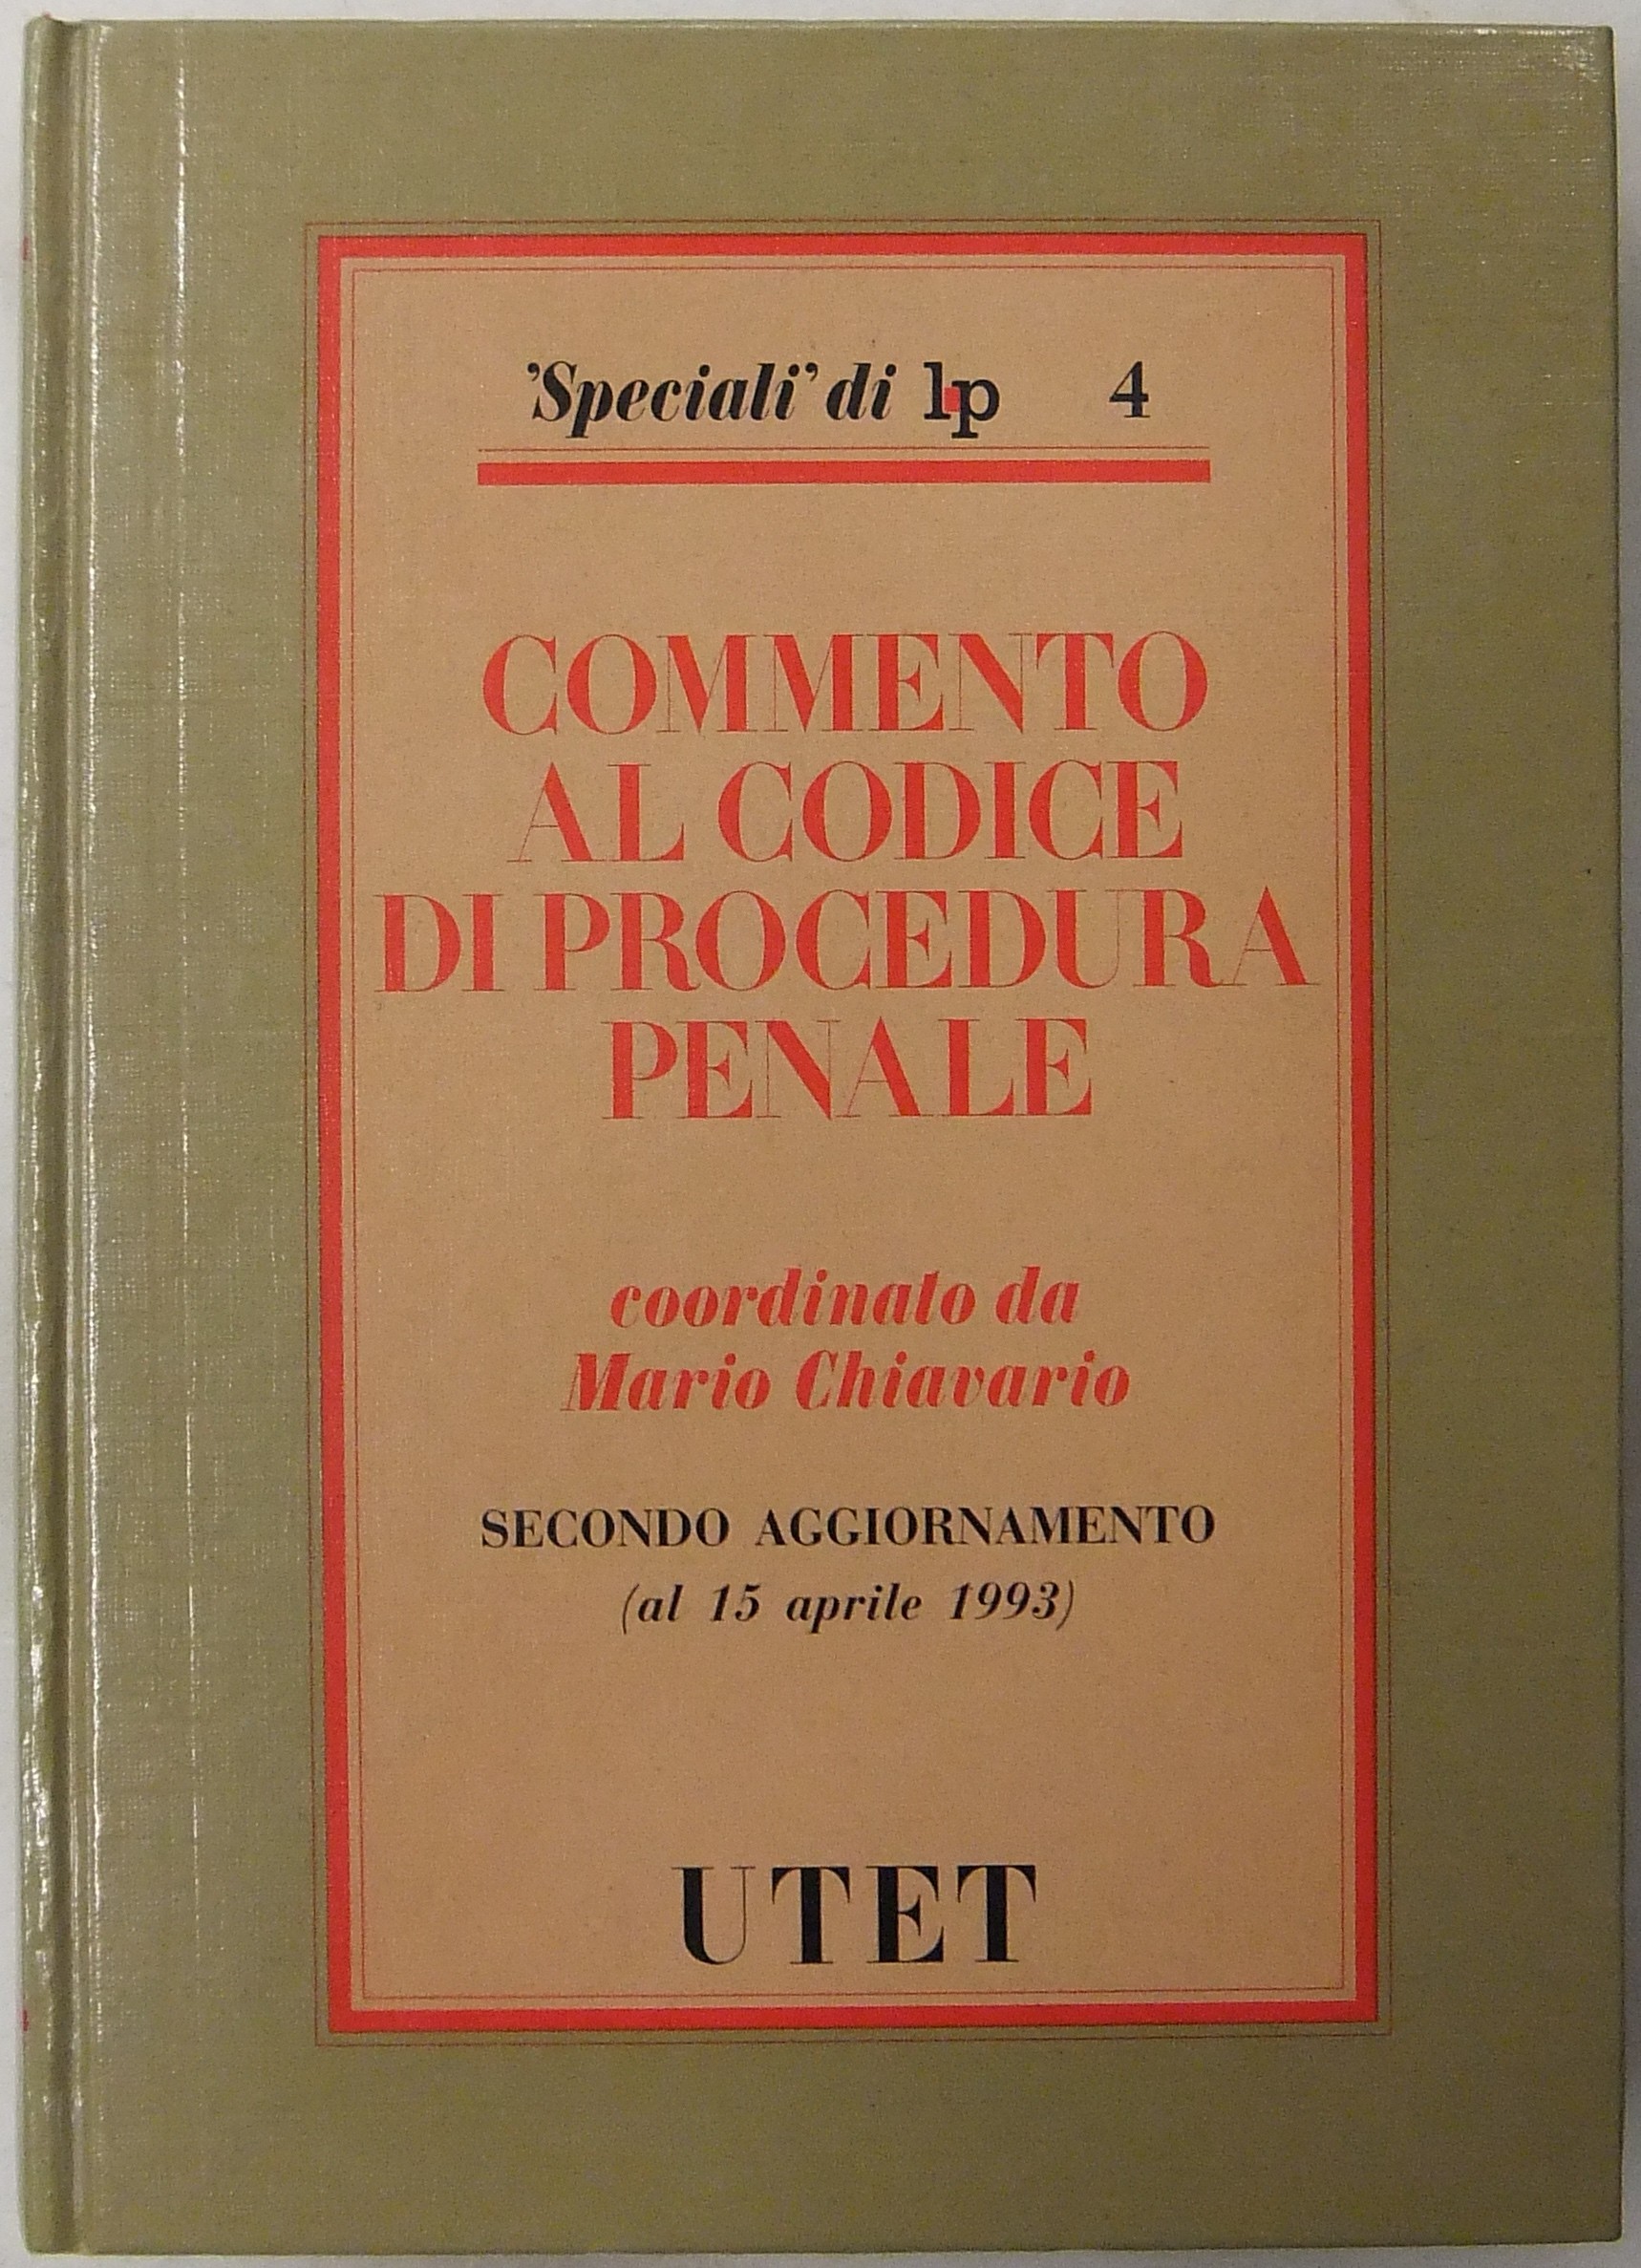 ’Speciali’ di lp 4
COMMENTO
AL CODICE
DI PROCEDURA
PENALE
coordinato da
Mario Chiavario
SECONDO AGGIORNAMENTO
(al 15 aprile 1993)
UTET